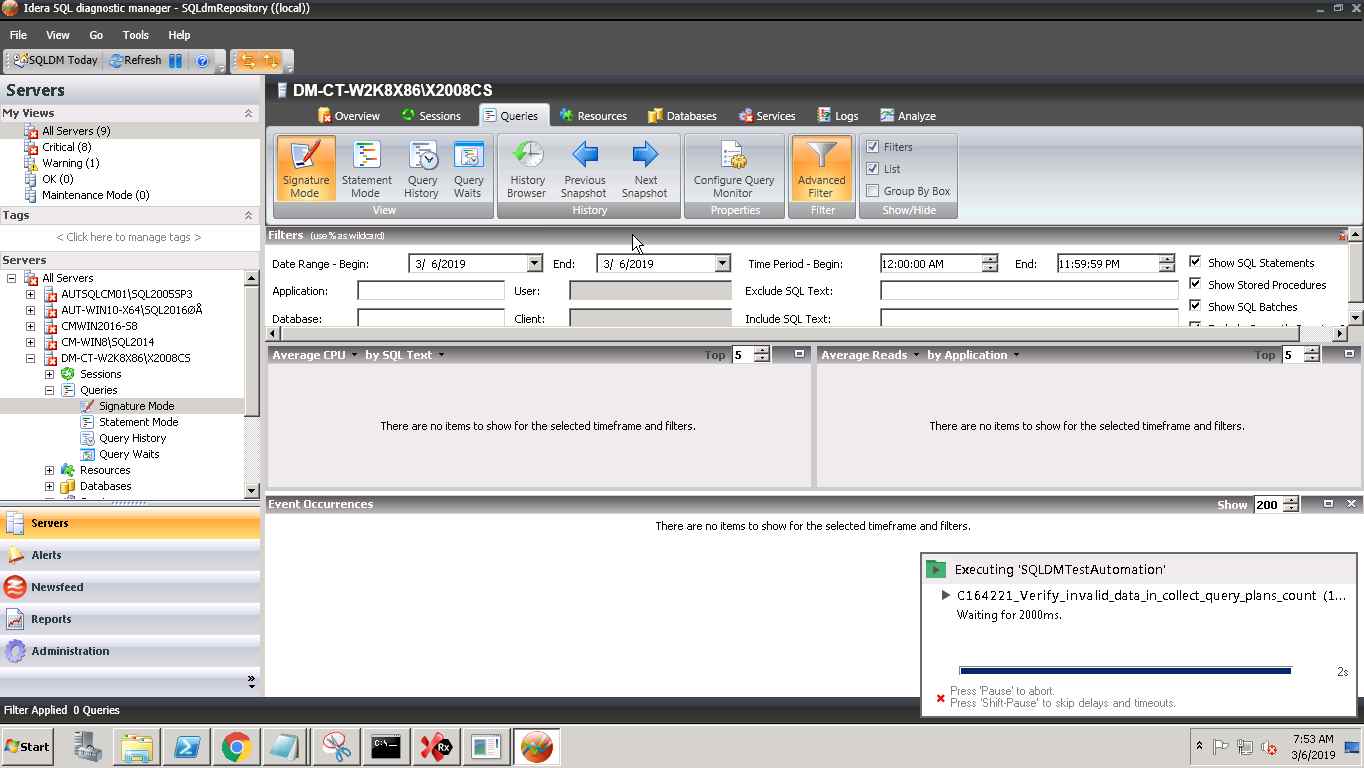 Idera SQL diagnostic manager - SQLdmRepository ((local))
File View Go Tools Help
SQLDM Today Refresh
Servers
My Views
All Servers (9)
Critical (8)
Warning (1)
OK (0)
Maintenance Mode (0)
Tags
< Click here to manage tags >
Servers
All Servers
AUTSQLCM01\SQL2005SP3
AUT-WIN10-X64\SQL2016ØÅ
CMWIN2016-S8
CM-WIN8\SQL2014
DM-CT-W2K8X86\X2008CS
Sessions
Queries
Signature Mode
Statement Mode
Query History
Query Waits
Resources
Databases
Servers
Alerts
Newsfeed
Reports
Administration
DM-CT-W2K8X86\X2008CS
Overview Sessions Queries Resources Databases Services Logs Analyze
Signature Mode
Statement Mode
Query History
Query Waits
View
History Browser
Previous Snapshot
Next Snapshot
History
Configure Query Monitor
Properties
Advanced Filter
Filter
Filters
List
Group By Box
Show/Hide
Filters (use % as wildcard)
Date Range - Begin: 3/ 6/2019 End: 3/ 6/2019 Time Period - Begin: 12:00:00 AM End: 11:59:59 PM Show SQL Statements
Application: User: Exclude SQL Text: Show Stored Procedures
Database: Client: Include SQL Text: Show SQL Batches
Average CPU by SQL Text Top 5
There are no items to show for the selected timeframe and filters.
Average Reads by Application Top 5
There are no items to show for the selected timeframe and filters.
Event Occurrences Show 200
There are no items to show for the selected timeframe and filters.
Executing 'SQLDMTestAutomation'
C164221_Verify_invalid_data_in_collect_query_plans_count (1...
Waiting for 2000ms.
2s
Press 'Pause' to abort.
Press 'Shift-Pause' to skip delays and timeouts.
Filter Applied 0 Queries
Start
7:53 AM
3/6/2019